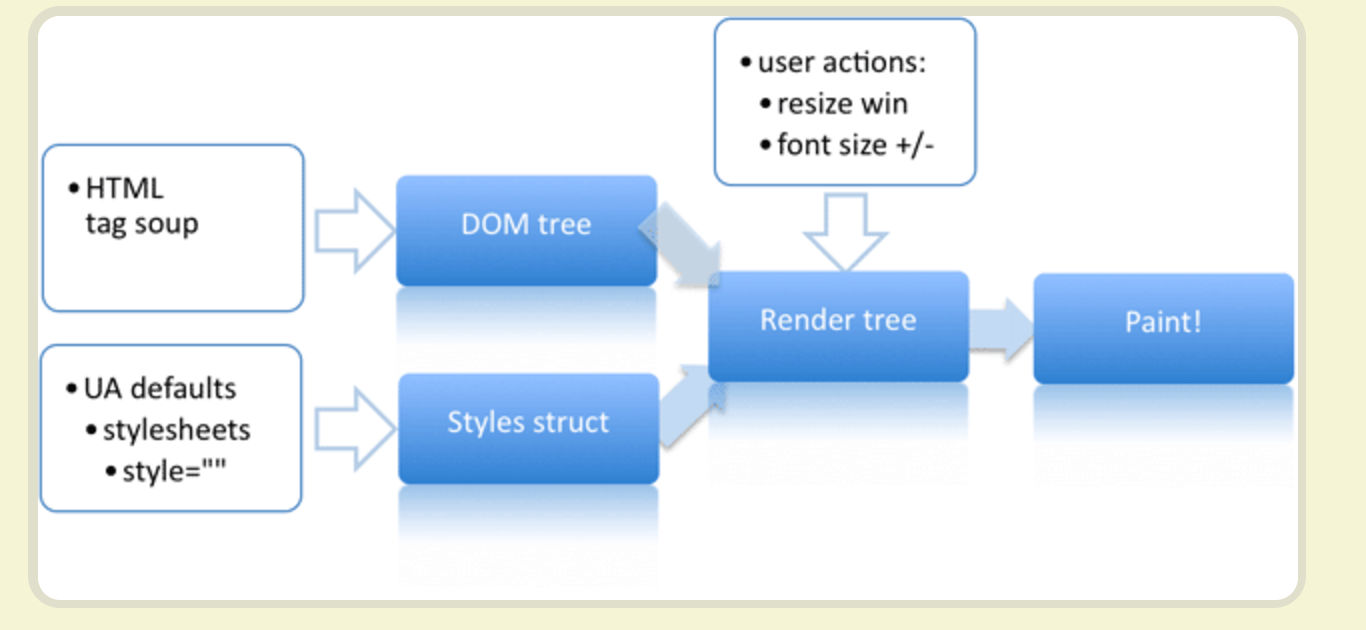 • user actions:
• resize win
• font size +/-
• HTML
tag soup
DOM tree
Render tree
Paint!
• UA defaults
• stylesheets
• style=""
Styles struct